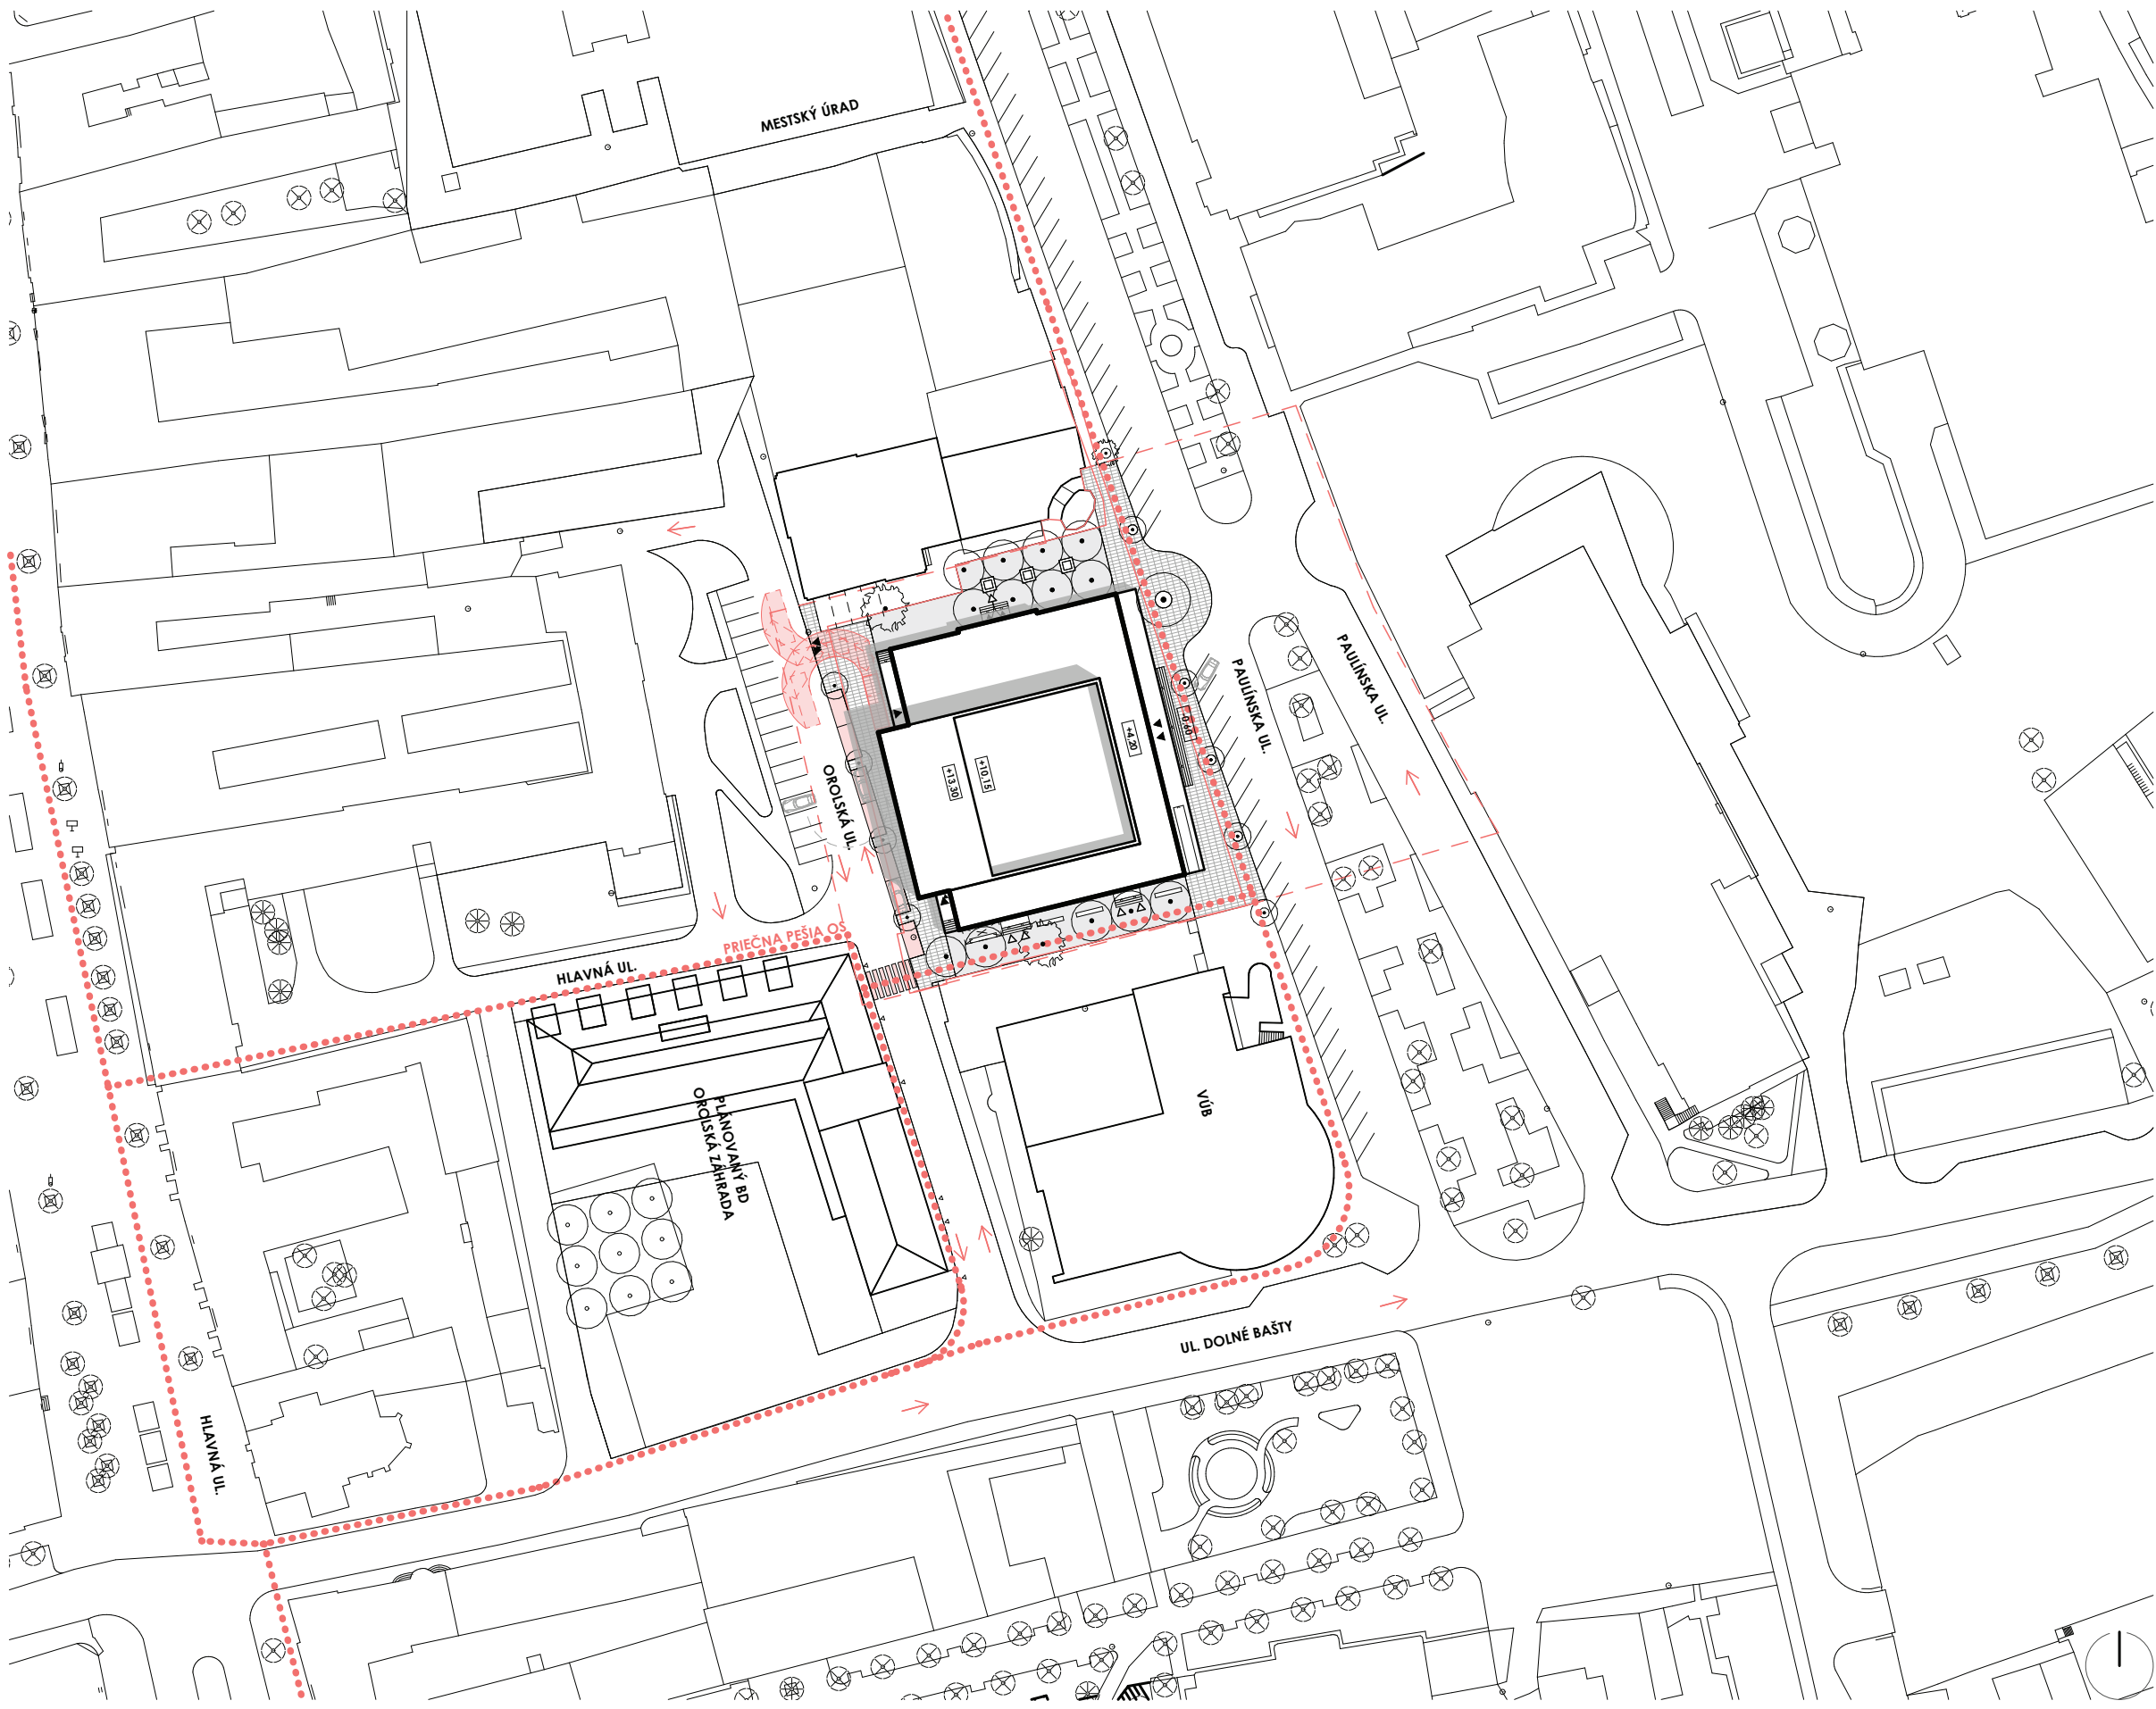 MESTSKÝ ÚRAD
PAULÍNSKA UL.
PAULÍNSKA UL.
-0,60
+4,20
+10,15
+13,30
OROLSKÁ UL.
PRIEČNA PEŠIA OS
HLAVNÁ UL.
PLÁNOVANÝ BD
OROLSKÁ ZÁHRADA
VÚB
UL. DOLNÉ BAŠTY
HLAVNÁ UL.